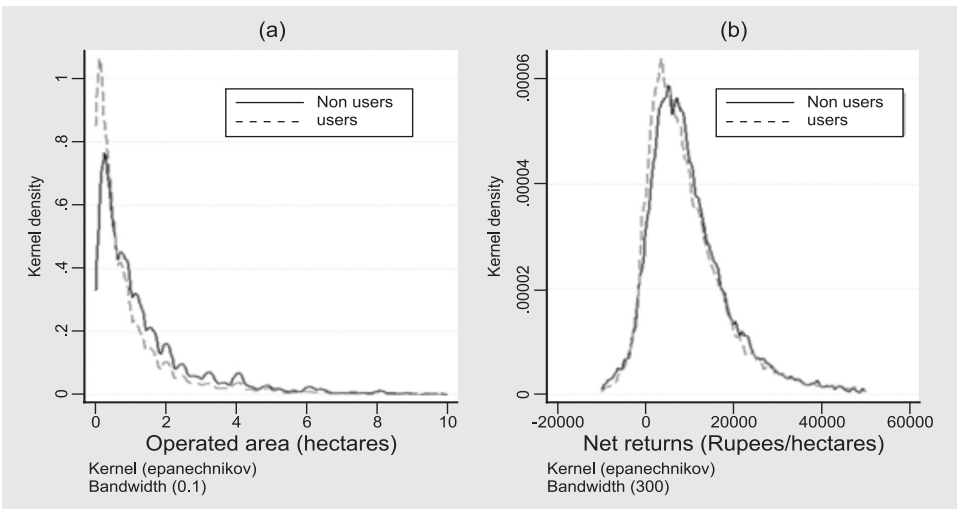 (a)
Kernel density
1
.8
.6
.4
.2
0
Non users
users
0 2 4 6 8 10
Operated area (hectares)
Kernel (epanechnikov)
Bandwidth (0.1)
(b)
Kernel density
.00006
.00004
.00002
0
Non users
users
-20000 0 20000 40000 60000
Net returns (Rupees/hectares)
Kernel (epanechnikov)
Bandwidth (300)